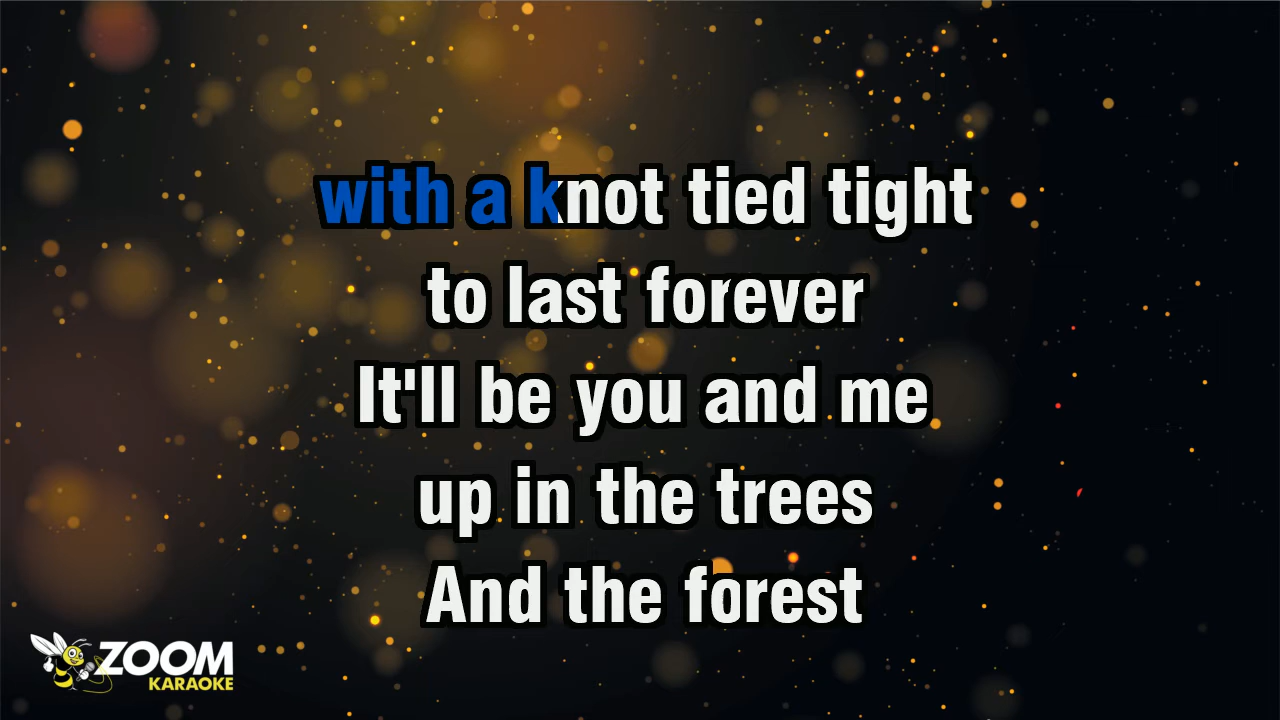 with a knot tied tight
to last forever
It'll be you and me
up in the trees
And the forest
ZOOM
KARAOKE